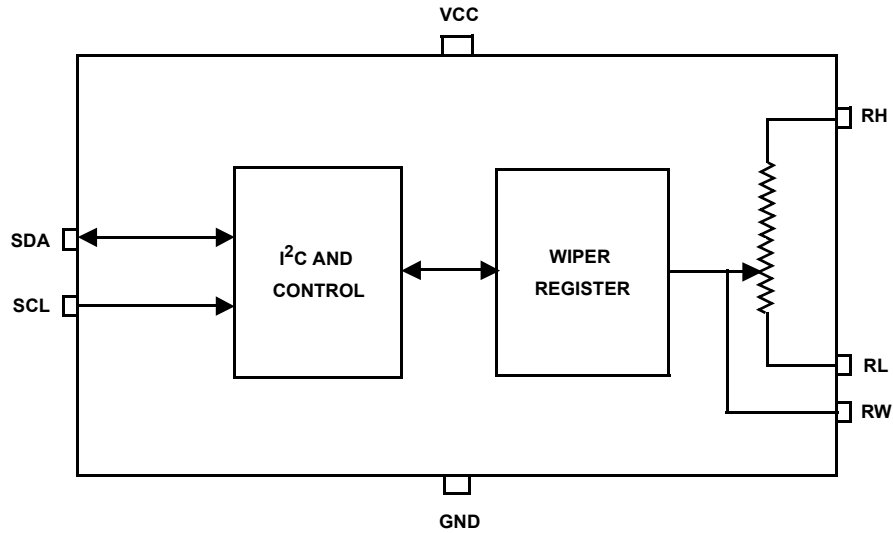 VCC
RH
SDA
I²C AND
CONTROL
WIPER
REGISTER
SCL
RL
RW
GND